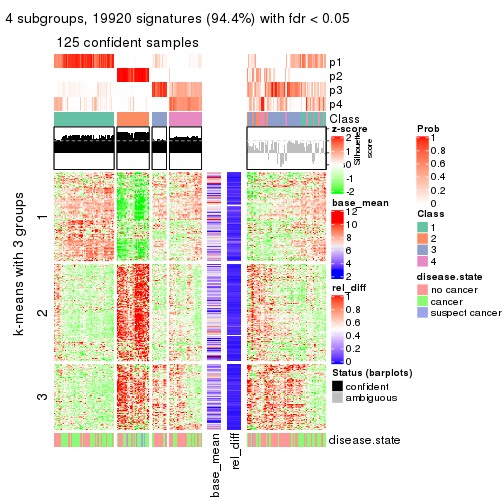 4 subgroups, 19920 signatures (94.4%) with fdr < 0.05
125 confident samples
p1
p2
p3
p4
Class
z-score
2
1
0
-1
-2
Silhouette
score
Prob
1
0.8
0.6
0.4
0.2
0
base_mean
12
10
8
6
4
2
Class
1
2
3
4
rel_diff
1
0.8
0.6
0.4
0.2
0
disease.state
no cancer
cancer
suspect cancer
Status (barplots)
confident
ambiguous
k-means with 3 groups
1
2
3
disease.state
base_mean
rel_diff